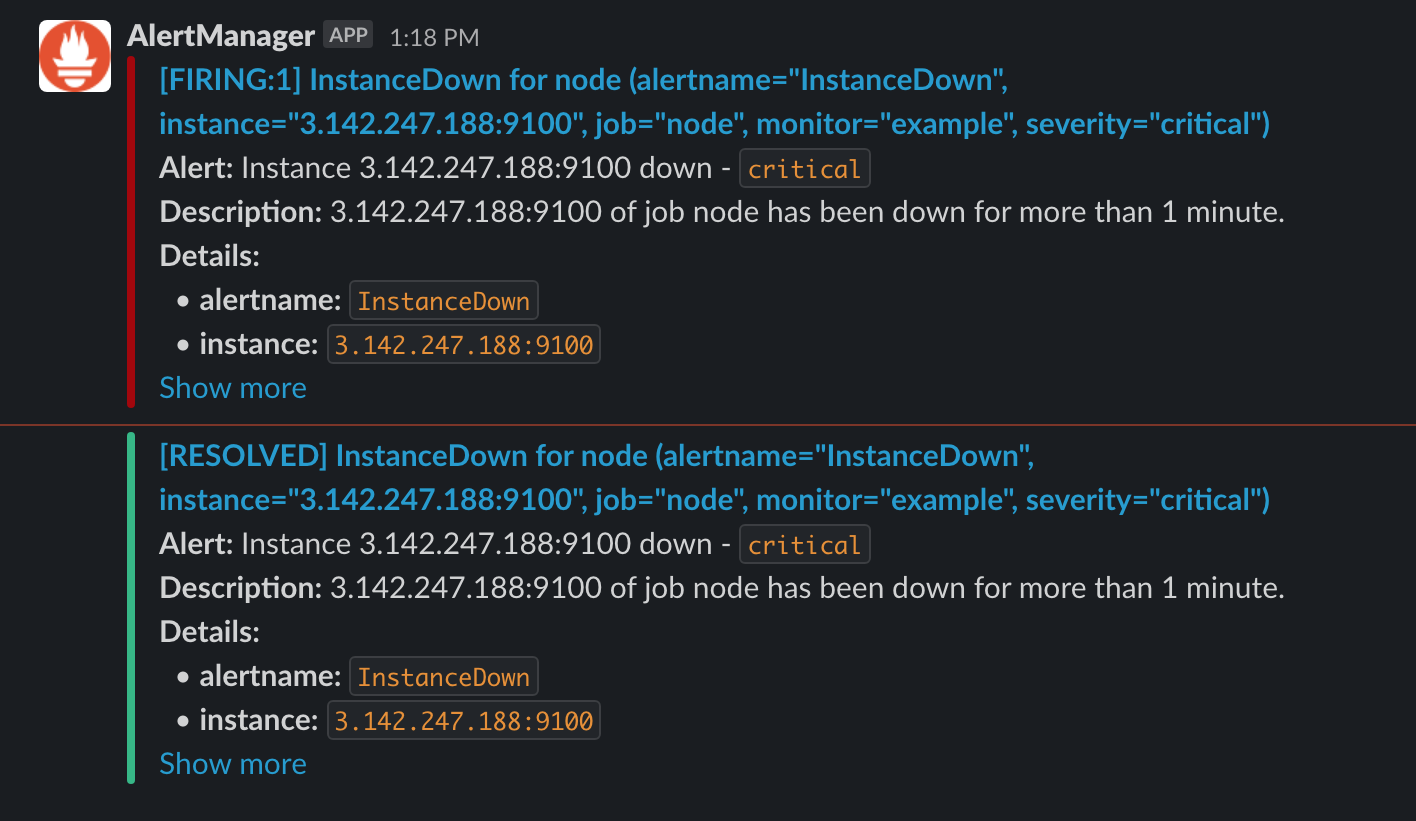 AlertManager APP 1:18 PM
[FIRING:1] InstanceDown for node (alertname="InstanceDown",
instance="3.142.247.188:9100", job="node", monitor="example", severity="critical")
Alert: Instance 3.142.247.188:9100 down - critical
Description: 3.142.247.188:9100 of job node has been down for more than 1 minute.
Details:
• alertname: InstanceDown
• instance: 3.142.247.188:9100
Show more
[RESOLVED] InstanceDown for node (alertname="InstanceDown",
instance="3.142.247.188:9100", job="node", monitor="example", severity="critical")
Alert: Instance 3.142.247.188:9100 down - critical
Description: 3.142.247.188:9100 of job node has been down for more than 1 minute.
Details:
• alertname: InstanceDown
• instance: 3.142.247.188:9100
Show more